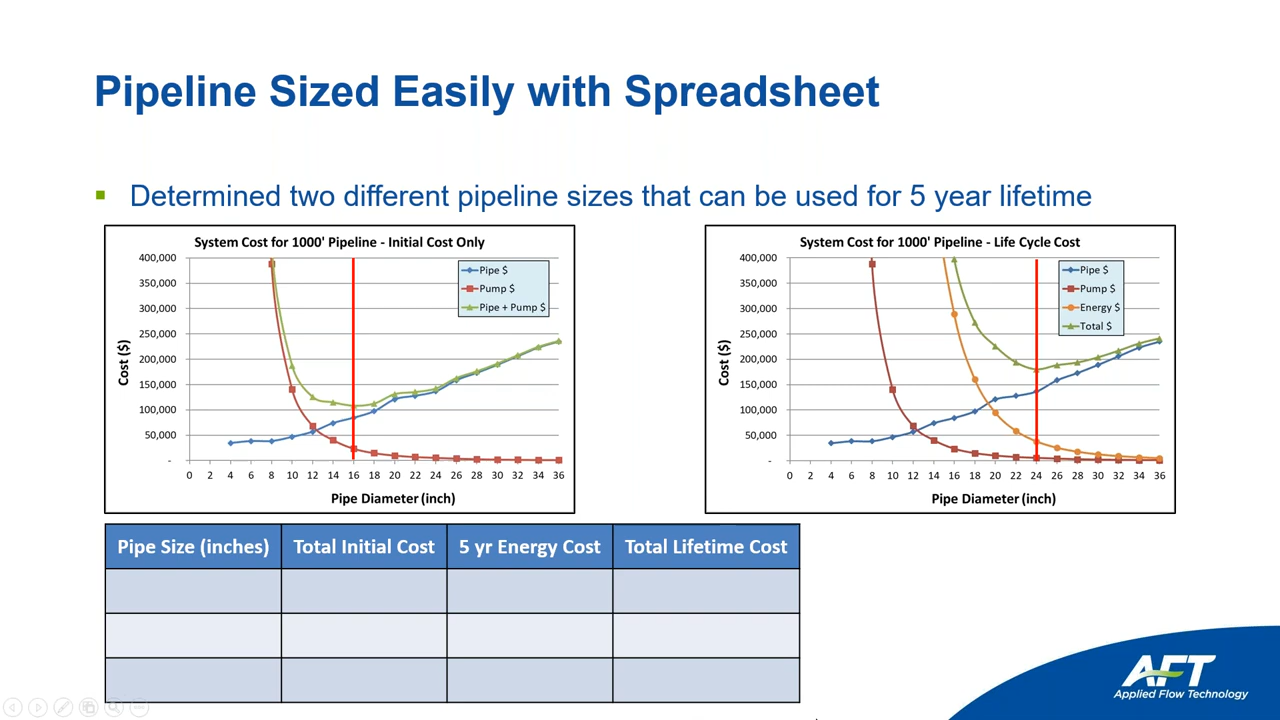 Pipeline Sized Easily with Spreadsheet
Determined two different pipeline sizes that can be used for 5 year lifetime
System Cost for 1000' Pipeline - Initial Cost Only
400,000
350,000
300,000
250,000
200,000
150,000
100,000
50,000
-
Cost ($)
0 2 4 6 8 10 12 14 16 18 20 22 24 26 28 30 32 34 36
Pipe Diameter (inch)
Pipe $
Pump $
Pipe + Pump $
System Cost for 1000' Pipeline - Life Cycle Cost
400,000
350,000
300,000
250,000
200,000
150,000
100,000
50,000
-
Cost ($)
0 2 4 6 8 10 12 14 16 18 20 22 24 26 28 30 32 34 36
Pipe Diameter (inch)
Pipe $
Pump $
Energy $
Total $
Pipe Size (inches) Total Initial Cost 5 yr Energy Cost Total Lifetime Cost
AFT
Applied Flow Technology